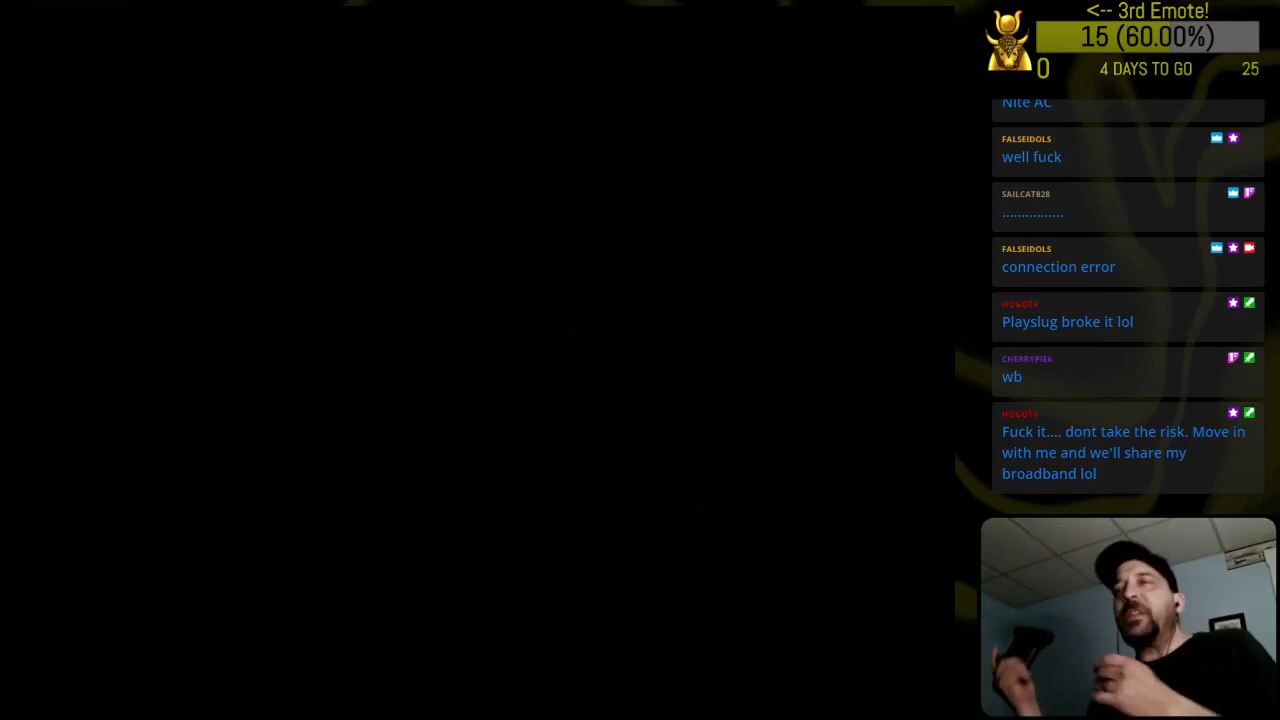 <-- 3rd Emote!
15 (60.00%)
0
4 DAYS TO GO
25
Nite AC
FALSEIDOLS
well fuck
SAILCAT828
................
FALSEIDOLS
connection error
HOGOTV
Playslug broke it lol
CHERRYPIE6
wb
HOGOTV
Fuck it.... dont take the risk. Move in
with me and we'll share my
broadband lol